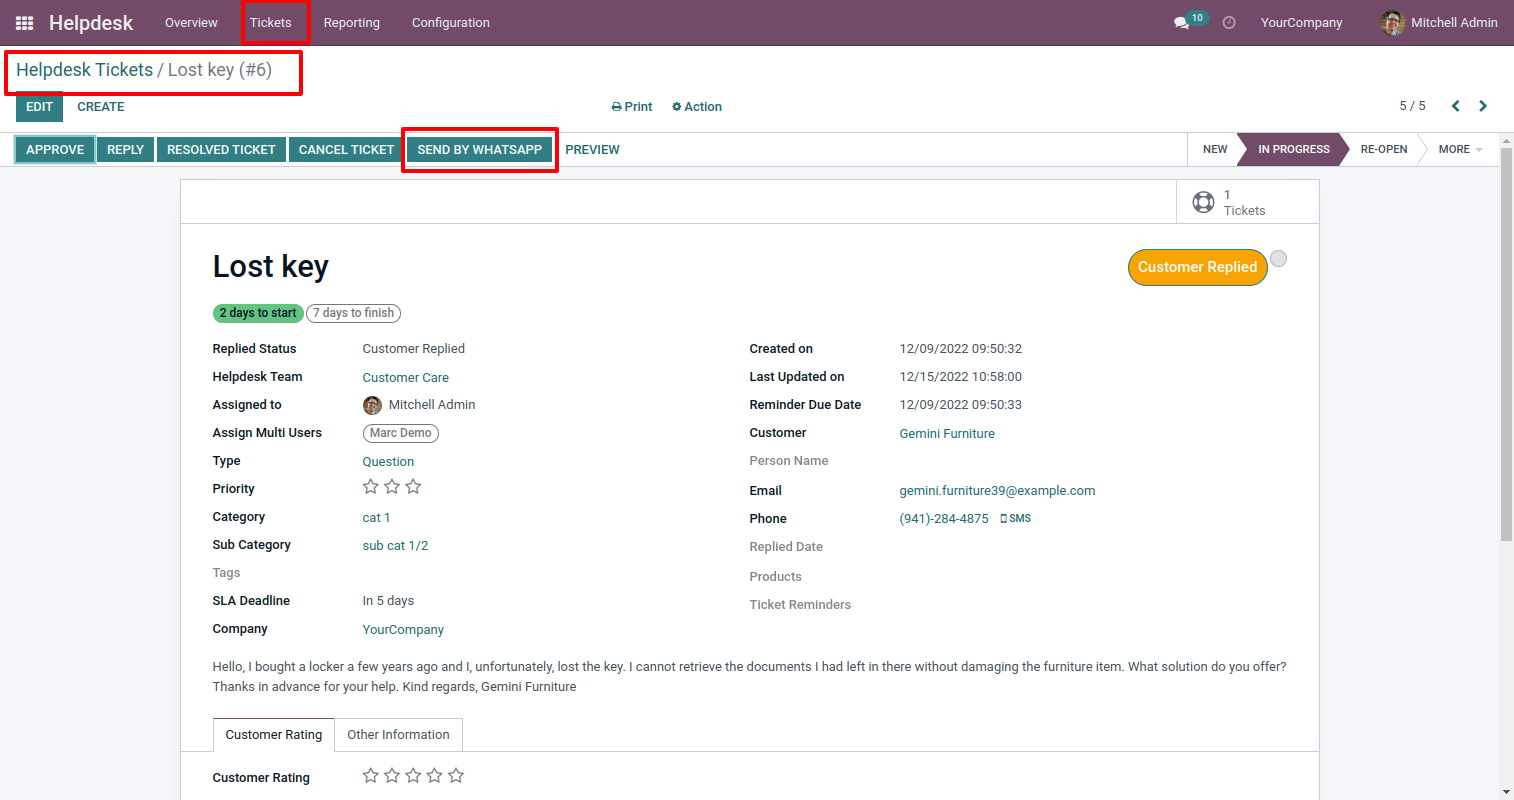 Helpdesk Overview Tickets Reporting Configuration 10 YourCompany Mitchell Admin
Helpdesk Tickets / Lost key (#6)
EDIT CREATE Print Action 5 / 5
APPROVE REPLY RESOLVED TICKET CANCEL TICKET SEND BY WHATSAPP PREVIEW NEW IN PROGRESS RE-OPEN MORE
1
Tickets
Lost key
Customer Replied
2 days to start 7 days to finish
Replied Status Customer Replied Created on 12/09/2022 09:50:32
Helpdesk Team Customer Care Last Updated on 12/15/2022 10:58:00
Assigned to Mitchell Admin Reminder Due Date 12/09/2022 09:50:33
Assign Multi Users Marc Demo Customer Gemini Furniture
Type Question Person Name
Priority Email gemini.furniture39@example.com
Category cat 1 Phone (941)-284-4875 SMS
Sub Category sub cat 1/2 Replied Date
Tags Products
SLA Deadline In 5 days Ticket Reminders
Company YourCompany
Hello, I bought a locker a few years ago and I, unfortunately, lost the key. I cannot retrieve the documents I had left in there without damaging the furniture item. What solution do you offer?
Thanks in advance for your help. Kind regards, Gemini Furniture
Customer Rating Other Information
Customer Rating